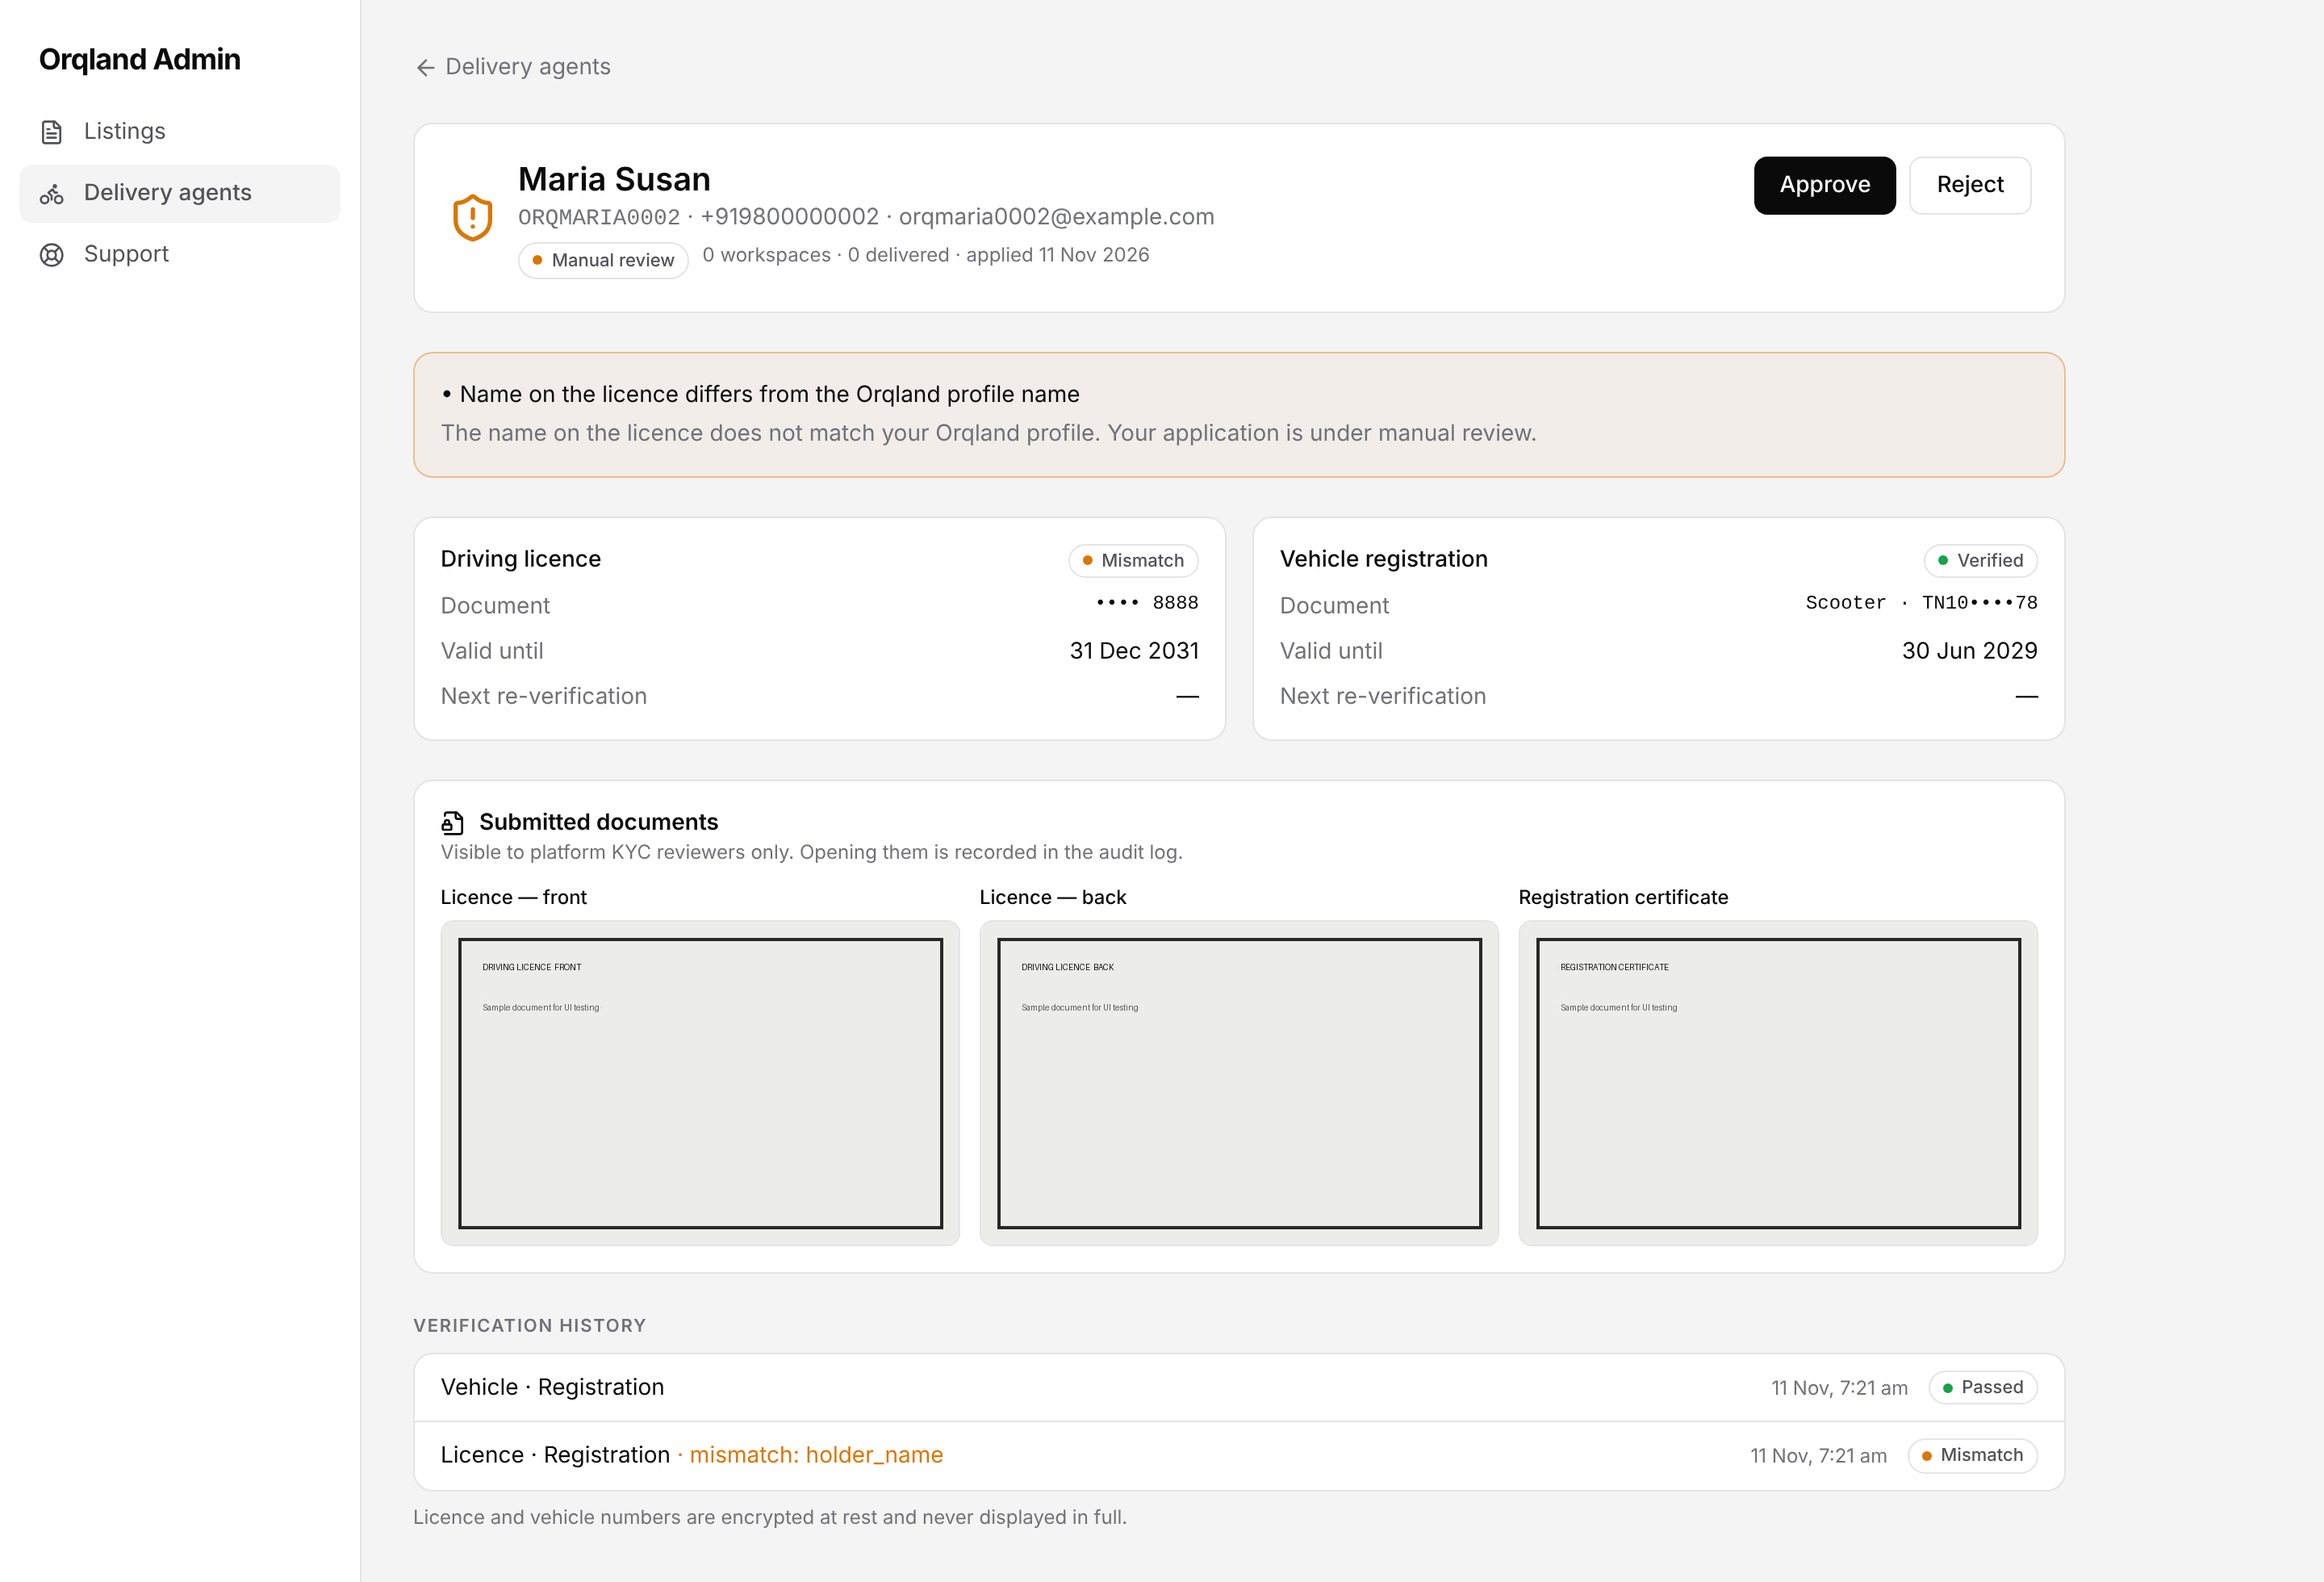 Orqland Admin
Listings
Delivery agents
Support
Delivery agents
Maria Susan
ORQMARIA0002 · +919800000002 · orqmaria0002@example.com
Manual review 0 workspaces · 0 delivered · applied 11 Nov 2026
Approve
Reject
• Name on the licence differs from the Orqland profile name
The name on the licence does not match your Orqland profile. Your application is under manual review.
Driving licence Mismatch
Document •••• 8888
Valid until 31 Dec 2031
Next re-verification —
Vehicle registration Verified
Document Scooter · TN10••••78
Valid until 30 Jun 2029
Next re-verification —
Submitted documents
Visible to platform KYC reviewers only. Opening them is recorded in the audit log.
Licence — front
DRIVING LICENCE FRONT
Sample document for UI testing
Licence — back
DRIVING LICENCE BACK
Sample document for UI testing
Registration certificate
REGISTRATION CERTIFICATE
Sample document for UI testing
VERIFICATION HISTORY
Vehicle · Registration 11 Nov, 7:21 am Passed
Licence · Registration · mismatch: holder_name 11 Nov, 7:21 am Mismatch
Licence and vehicle numbers are encrypted at rest and never displayed in full.